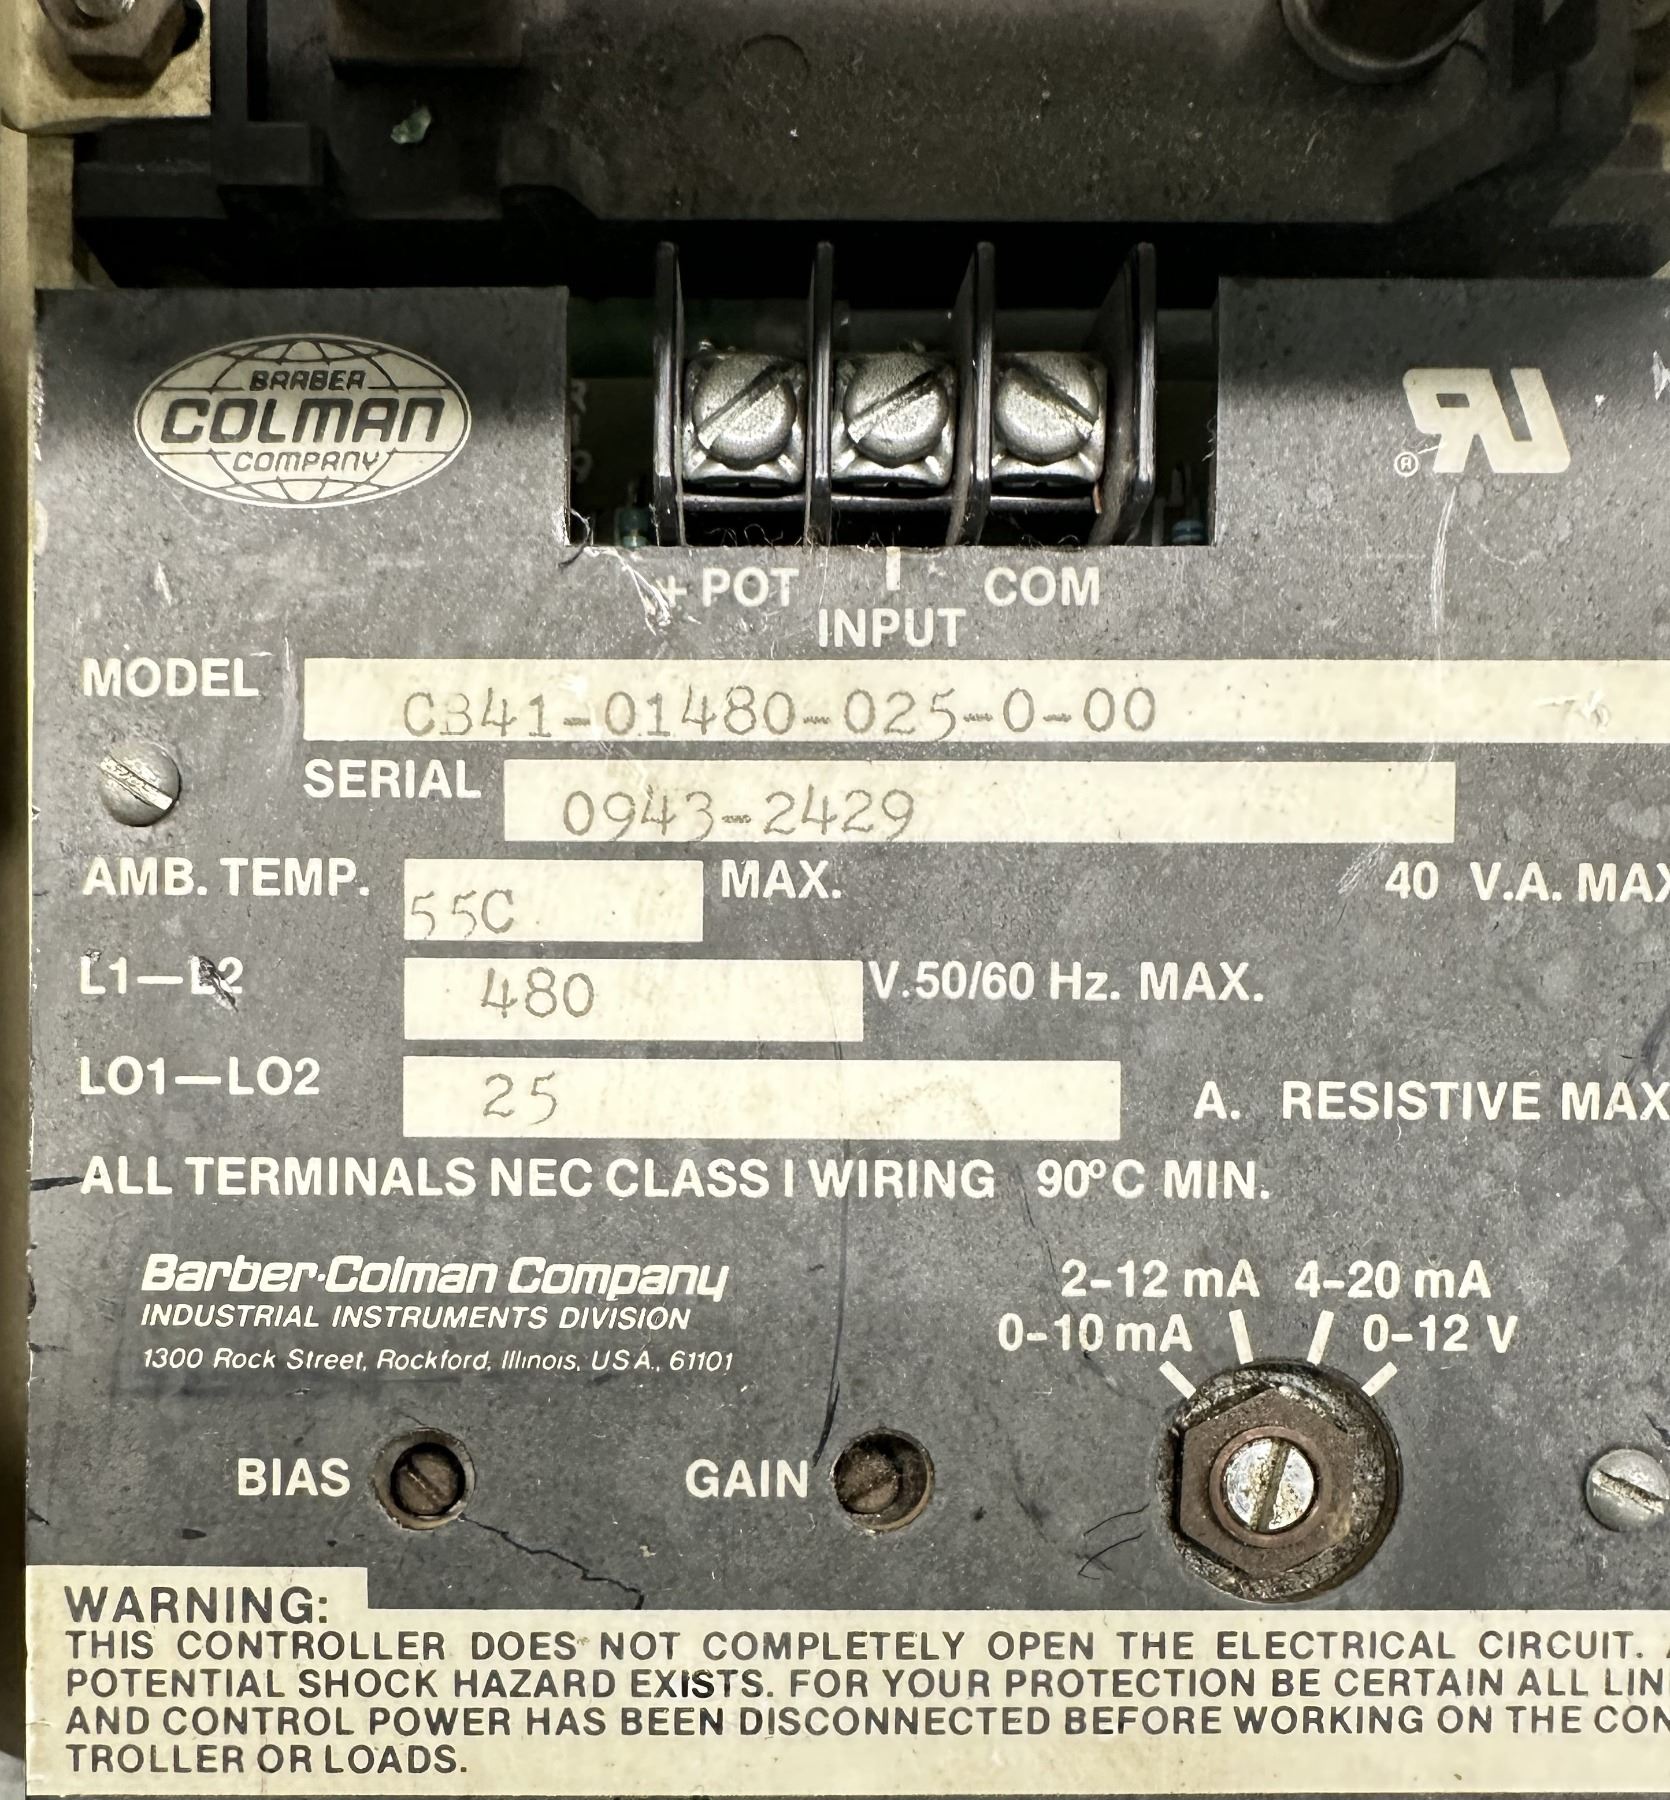 BARBER
COLMAN
COMPANY
UR
®
+ POT COM
INPUT
MODEL CB41-01480-025-0-00
SERIAL 0943-2429
AMB. TEMP. 55C MAX. 40 V.A. MAX
L1—L2 480 V.50/60 Hz. MAX.
LO1—LO2 25 A. RESISTIVE MAX
ALL TERMINALS NEC CLASS I WIRING 90°C MIN.
Barber-Colman Company
INDUSTRIAL INSTRUMENTS DIVISION
1300 Rock Street, Rockford, Illinois, USA., 61101
2-12 mA 4-20 mA
0-10 mA 0-12 V
BIAS GAIN
WARNING:
THIS CONTROLLER DOES NOT COMPLETELY OPEN THE ELECTRICAL CIRCUIT.
POTENTIAL SHOCK HAZARD EXISTS. FOR YOUR PROTECTION BE CERTAIN ALL LIN
AND CONTROL POWER HAS BEEN DISCONNECTED BEFORE WORKING ON THE CON
TROLLER OR LOADS.